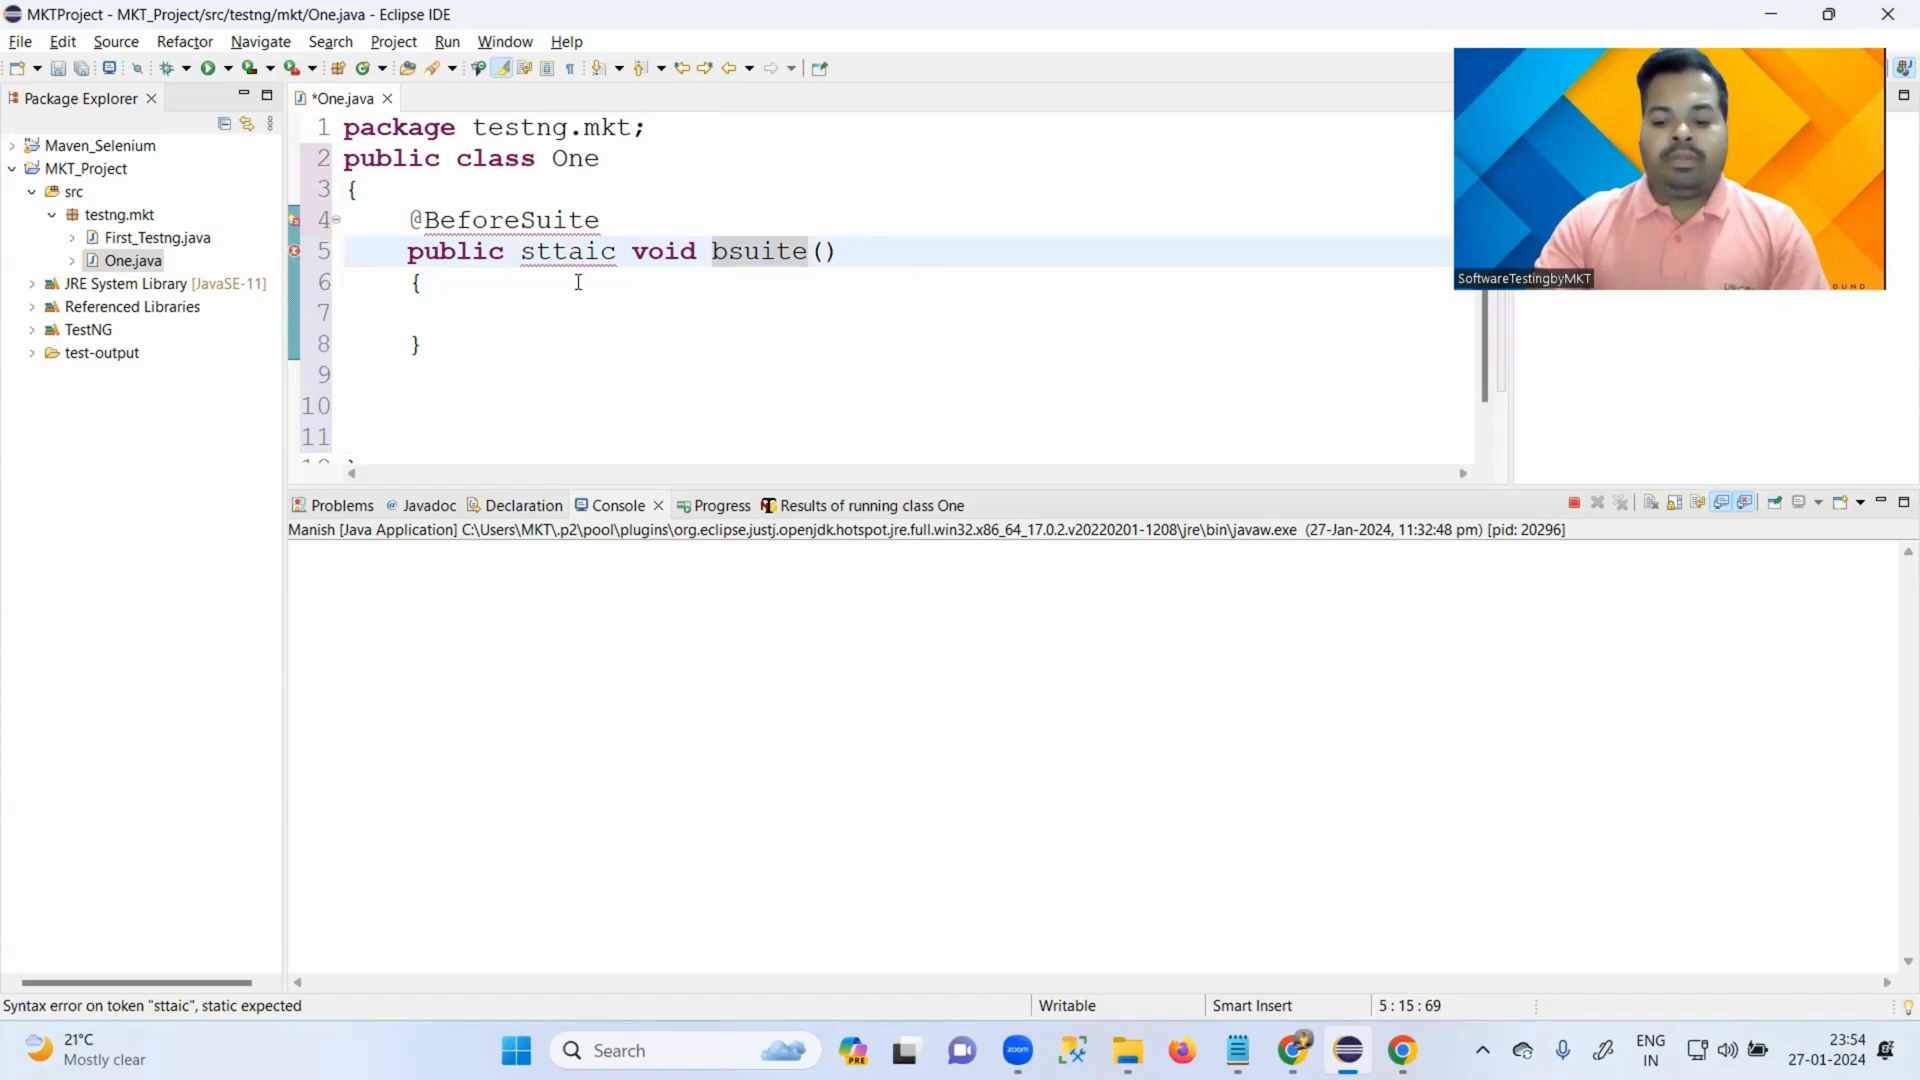 MKTProject - MKT_Project/src/testng/mkt/One.java - Eclipse IDE
File Edit Source Refactor Navigate Search Project Run Window Help
Package Explorer
*One.java
Maven_Selenium
MKT_Project
src
testng.mkt
First_Testng.java
One.java
JRE System Library [JavaSE-11]
Referenced Libraries
TestNG
test-output
1 package testng.mkt;
2 public class One
3 {
4 @BeforeSuite
5 public sttaic void bsuite()
6 {
7
8 }
9
10
11
SoftwareTestingbyMKT
OUND
Problems Javadoc Declaration Console Progress Results of running class One
Manish [Java Application] C:\Users\MKT\.p2\pool\plugins\org.eclipse.justj.openjdk.hotspot.jre.full.win32.x86_64_17.0.2.v20220201-1208\jre\bin\javaw.exe (27-Jan-2024, 11:32:48 pm) [pid: 20296]
Syntax error on token "sttaic", static expected
Writable
Smart Insert
5 : 15 : 69
21°C
Mostly clear
Search
PRE
zoom
ENG
IN
23:54
27-01-2024